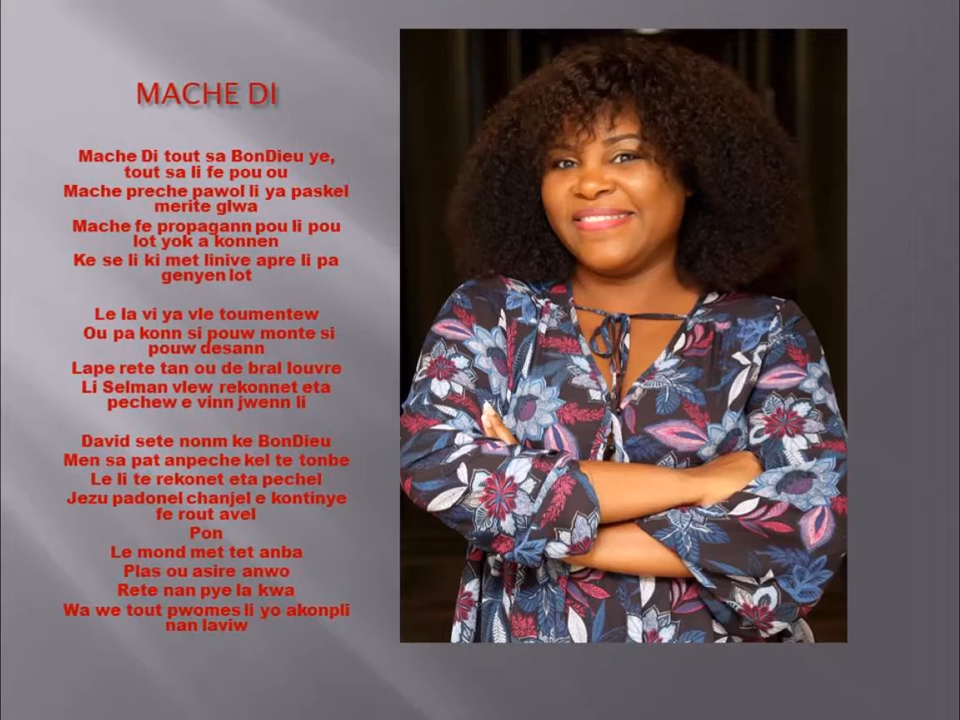 MACHE DI
Mache Di tout sa BonDieu ye,
tout sa li fe pou ou
Mache preche pawol li ya paskel
merite glwa
Mache fe propagann pou li pou
lot yok a konnen
Ke se li ki met linive apre li pa
genyen lot
Le la vi ya vle toumentew
Ou pa konn si pouw monte si
pouw desann
Lape rete tan ou de bral louvre
Li Selman vlew rekonnet eta
pechew e vinn jwenn li
David sete nonm ke BonDieu
Men sa pat anpeche kel te tonbe
Le li te rekonet eta pechel
Jezu padonel chanjel e kontinye
fe rout avel
Pon
Le mond met tet anba
Plas ou asire anwo
Rete nan pye la kwa
Wa we tout pwomes li yo akonpli
nan laviw